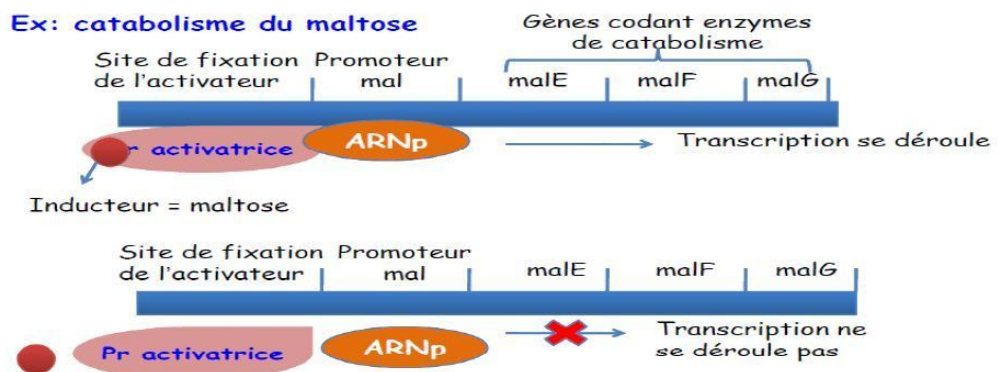 Ex: catabolisme du maltose
Gènes codant enzymes
de catabolisme
Site de fixation
de l'activateur
Promoteur
mal
malE
malF
malG
r activatrice
ARNp
Transcription se déroule
Inducteur = maltose
Site de fixation
de l'activateur
Promoteur
mal
malE
malF
malG
Pr activatrice
ARNp
Transcription ne
se déroule pas